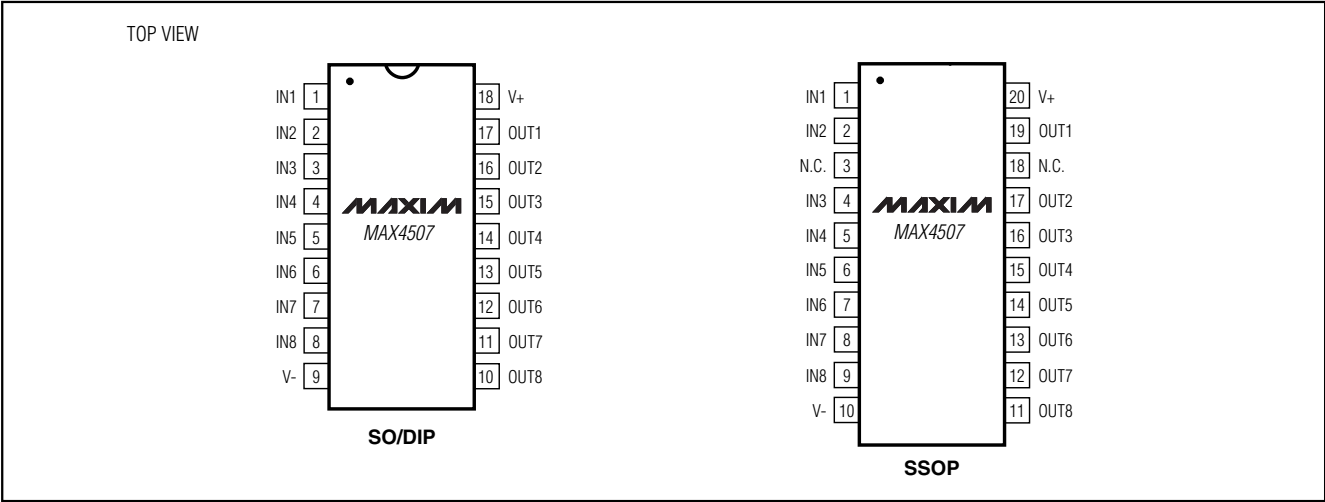 TOP VIEW
IN1 1 18 V+
IN2 2 17 OUT1
IN3 3 16 OUT2
IN4 4 15 OUT3
IN5 5 14 OUT4
IN6 6 13 OUT5
IN7 7 12 OUT6
IN8 8 11 OUT7
V- 9 10 OUT8
MAXIM
MAX4507
SO/DIP
IN1 1 20 V+
IN2 2 19 OUT1
N.C. 3 18 N.C.
IN3 4 17 OUT2
IN4 5 16 OUT3
IN5 6 15 OUT4
IN6 7 14 OUT5
IN7 8 13 OUT6
IN8 9 12 OUT7
V- 10 11 OUT8
MAXIM
MAX4507
SSOP